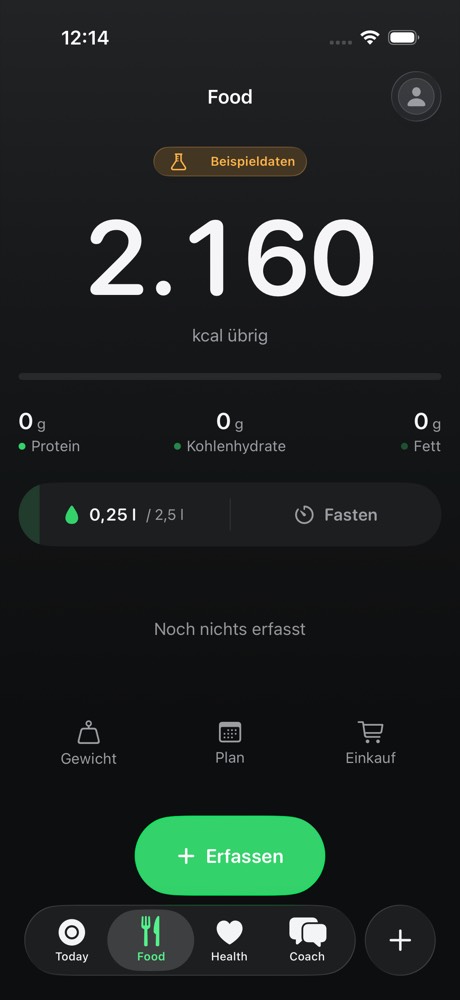 12:14
Food
Beispieldaten
2.160
kcal übrig
0 g 0 g 0 g
Protein Kohlenhydrate Fett
0,25 l / 2,5 l Fasten
Noch nichts erfasst
Gewicht Plan Einkauf
+ Erfassen
Today Food Health Coach